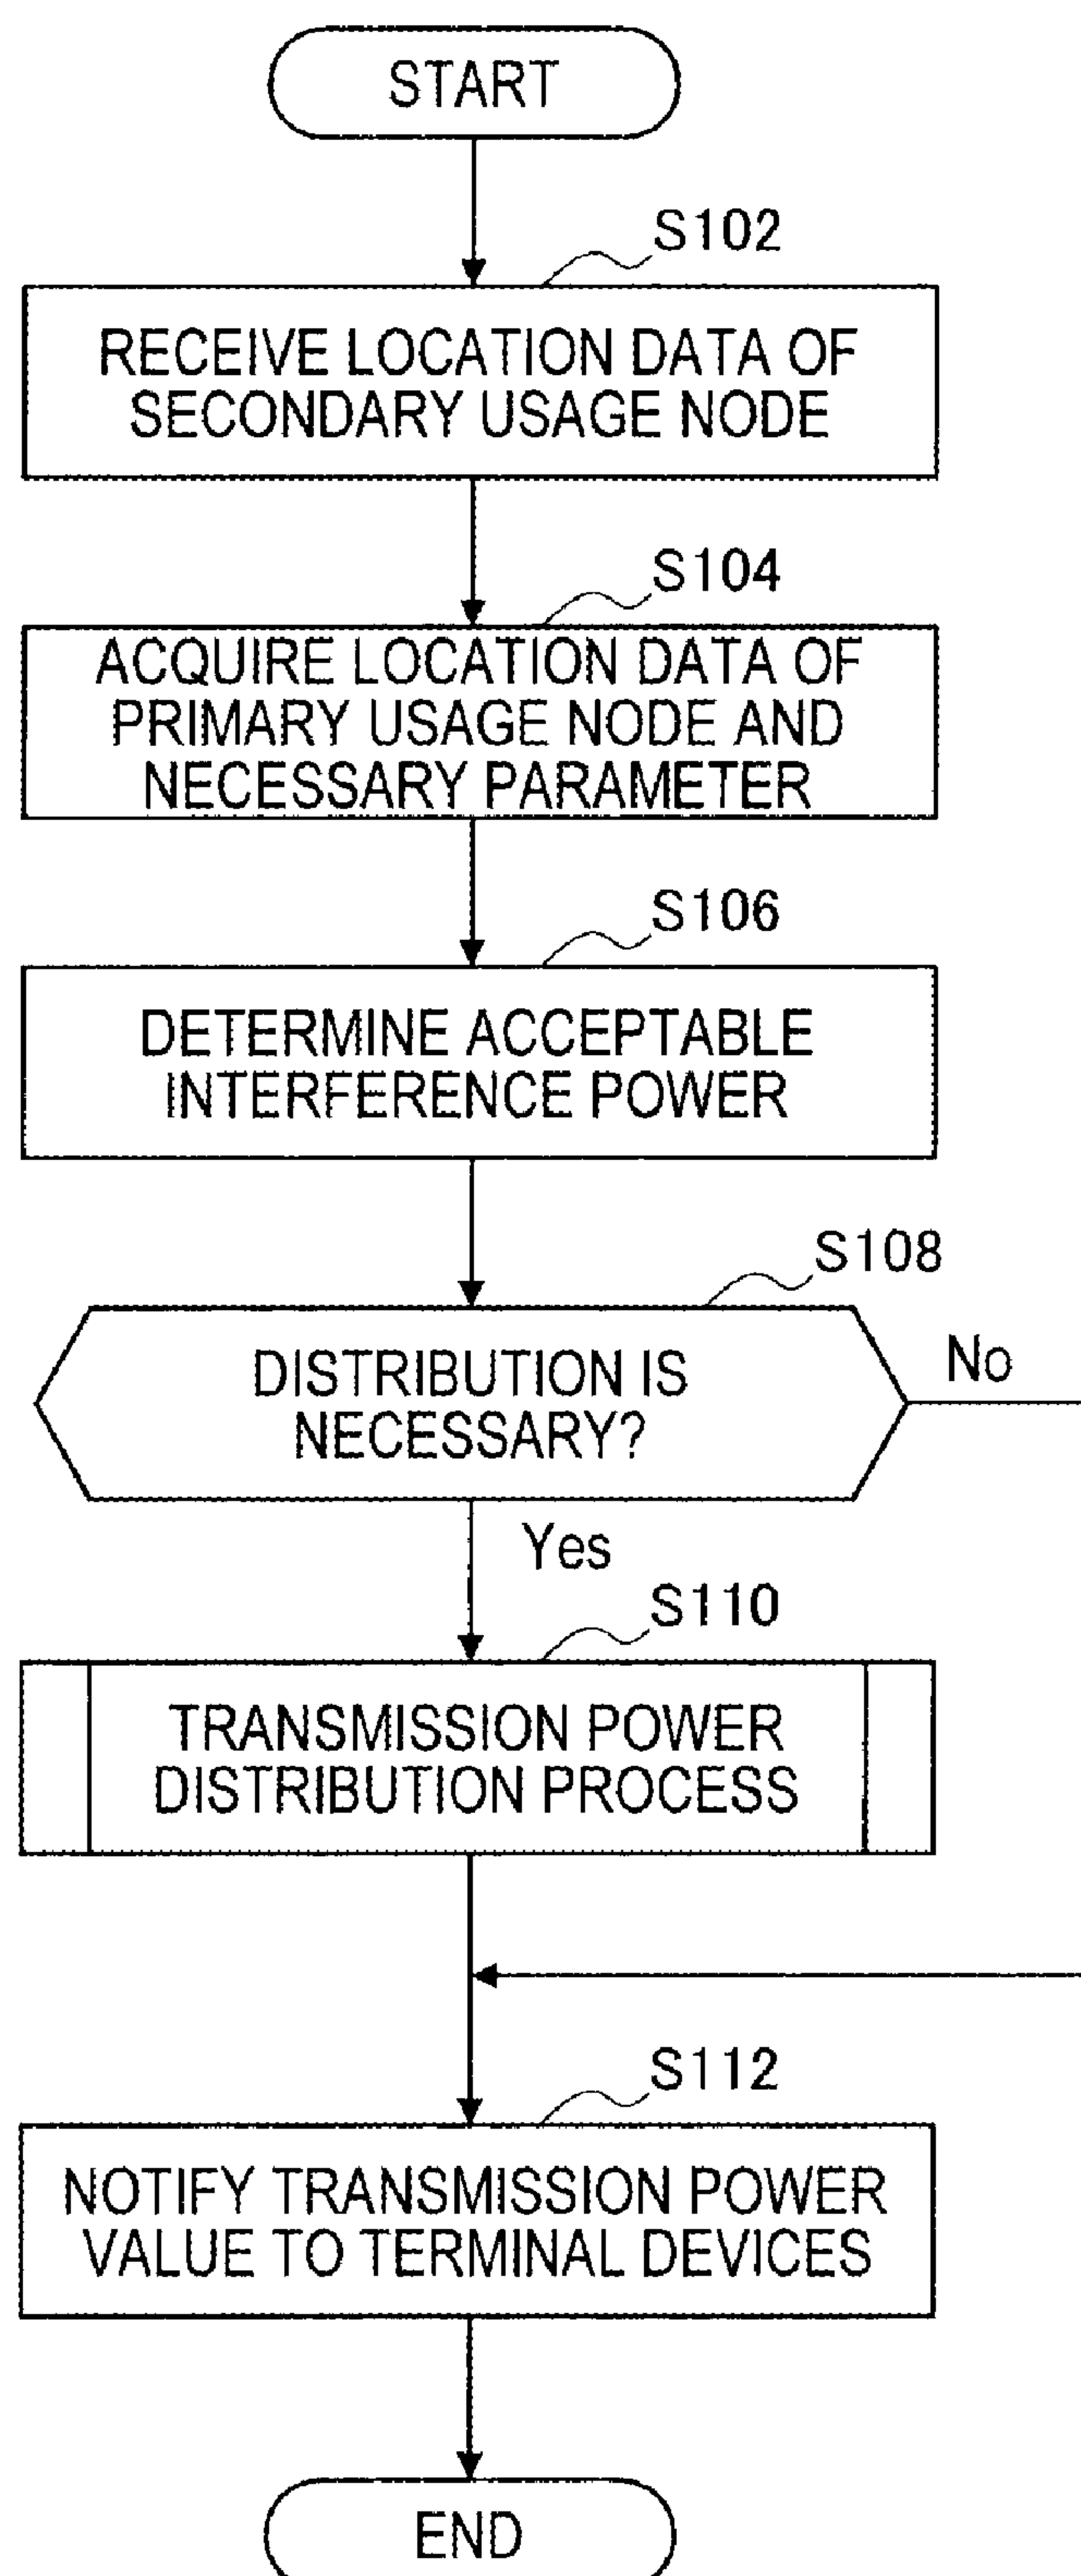 START
S102
RECEIVE LOCATION DATA OF
SECONDARY USAGE NODE
S104
ACQUIRE LOCATION DATA OF
PRIMARY USAGE NODE AND
NECESSARY PARAMETER
S106
DETERMINE ACCEPTABLE
INTERFERENCE POWER
S108
DISTRIBUTION IS
NECESSARY?
No
Yes
S110
TRANSMISSION POWER
DISTRIBUTION PROCESS
S112
NOTIFY TRANSMISSION POWER
VALUE TO TERMINAL DEVICES
END